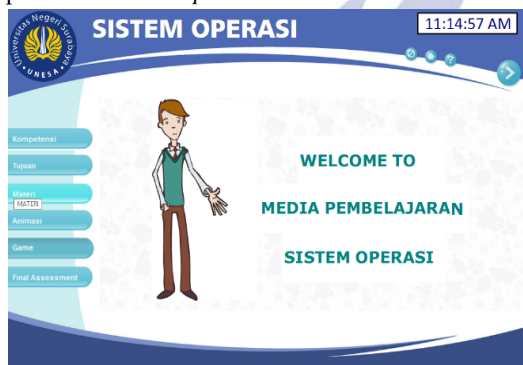 SISTEM OPERASI
11:14:57 AM
Universitas Negeri Surabaya
UNESA
Kompetensi
Tujuan
Materi
MATERI
Animasi
Game
Final Assessment
WELCOME TO
MEDIA PEMBELAJARAN
SISTEM OPERASI